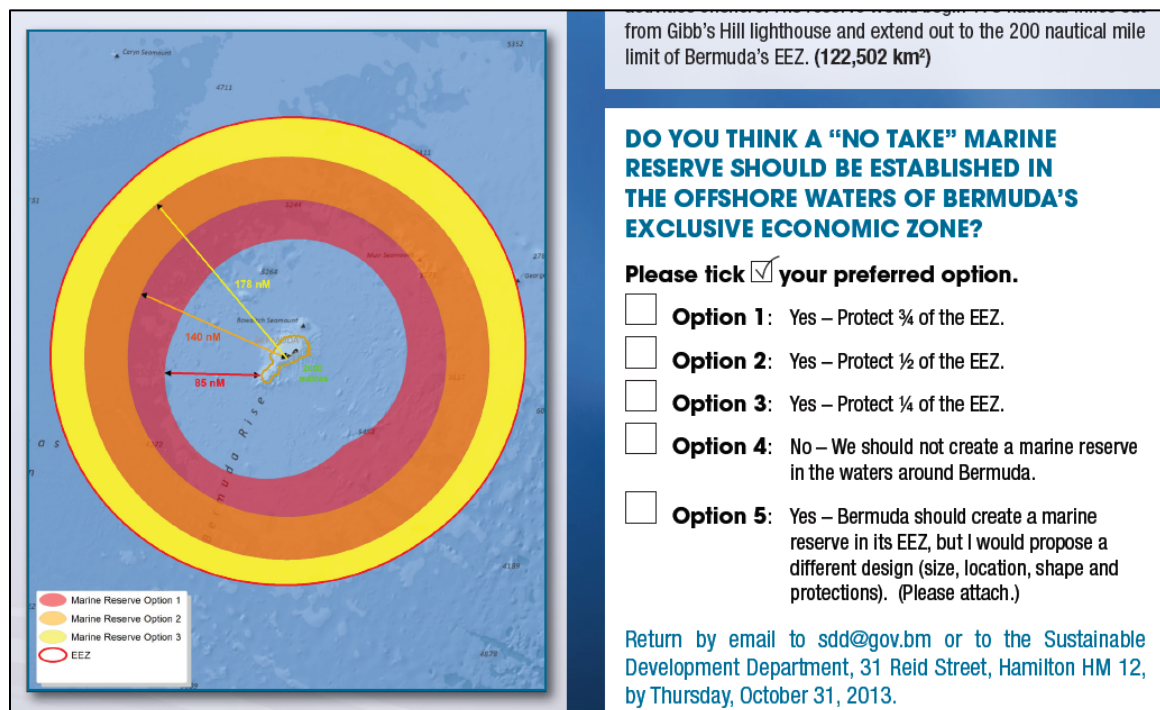 Caryn Seamount
5352
4711
5244
Muir Seamount
5264
178 nM
Bowditch Seamount
140 nM
85 nM
Bermuda Rise
4879
Marine Reserve Option 1
Marine Reserve Option 2
Marine Reserve Option 3
EEZ
from Gibb’s Hill lighthouse and extend out to the 200 nautical mile
limit of Bermuda’s EEZ. (122,502 km²)
DO YOU THINK A “NO TAKE” MARINE
RESERVE SHOULD BE ESTABLISHED IN
THE OFFSHORE WATERS OF BERMUDA’S
EXCLUSIVE ECONOMIC ZONE?
Please tick your preferred option.
Option 1: Yes – Protect ¾ of the EEZ.
Option 2: Yes – Protect ½ of the EEZ.
Option 3: Yes – Protect ¼ of the EEZ.
Option 4: No – We should not create a marine reserve
in the waters around Bermuda.
Option 5: Yes – Bermuda should create a marine
reserve in its EEZ, but I would propose a
different design (size, location, shape and
protections). (Please attach.)
Return by email to sdd@gov.bm or to the Sustainable
Development Department, 31 Reid Street, Hamilton HM 12,
by Thursday, October 31, 2013.